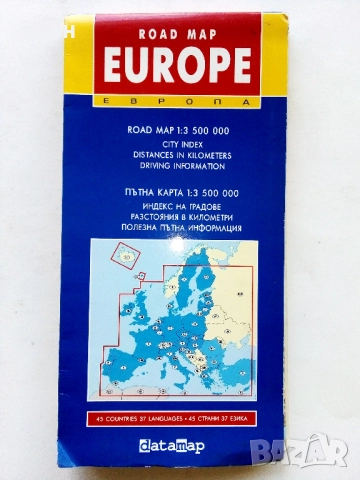 H
ROAD MAP
EUROPE
ЕВРОПА
ROAD MAP 1:3 500 000
CITY INDEX
DISTANCES IN KILOMETERS
DRIVING INFORMATION
ПЪТНА КАРТА 1:3 500 000
ИНДЕКС НА ГРАДОВЕ
РАЗСТОЯНИЯ В КИЛОМЕТРИ
ПОЛЕЗНА ПЪТНА ИНФОРМАЦИЯ
45 COUNTRIES 37 LANGUAGES • 45 СТРАНИ 37 ЕЗИКА
datamap
BAZAR
bg